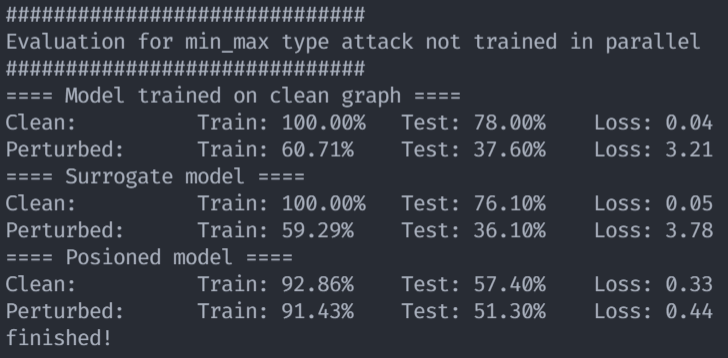 ##############################
Evaluation for min_max type attack not trained in parallel
##############################
==== Model trained on clean graph ====
Clean: Train: 100.00% Test: 78.00% Loss: 0.04
Perturbed: Train: 60.71% Test: 37.60% Loss: 3.21
==== Surrogate model ====
Clean: Train: 100.00% Test: 76.10% Loss: 0.05
Perturbed: Train: 59.29% Test: 36.10% Loss: 3.78
==== Posioned model ====
Clean: Train: 92.86% Test: 57.40% Loss: 0.33
Perturbed: Train: 91.43% Test: 51.30% Loss: 0.44
finished!